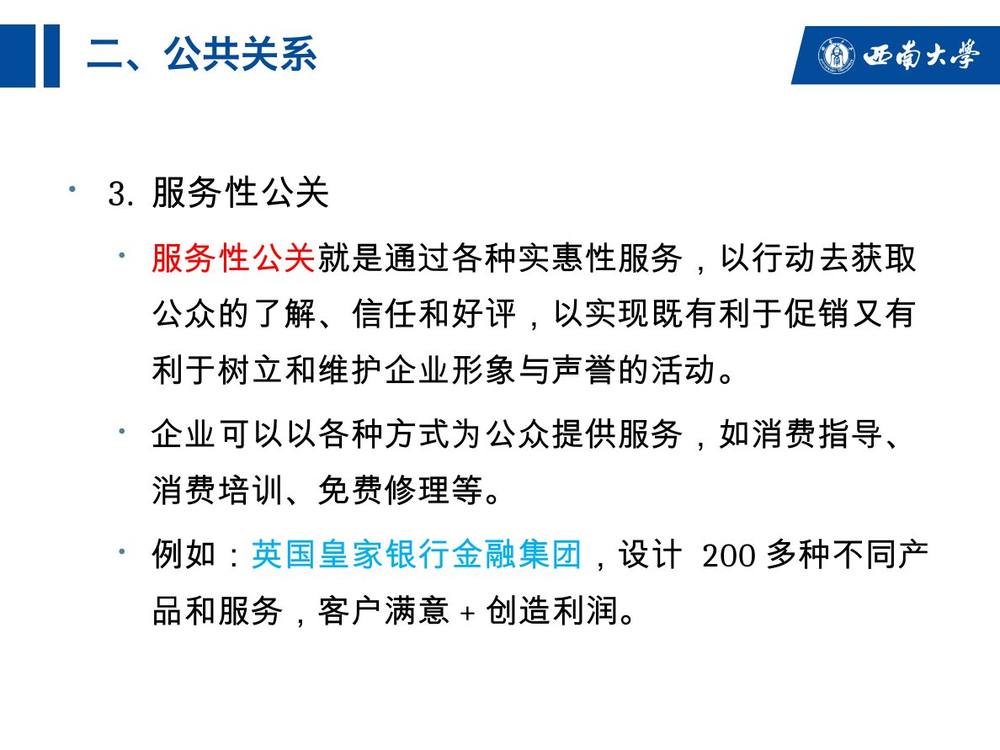 二、公共关系
西南大学
• 3. 服务性公关
• 服务性公关就是通过各种实惠性服务，以行动去获取
公众的了解、信任和好评，以实现既有利于促销又有
利于树立和维护企业形象与声誉的活动。
• 企业可以以各种方式为公众提供服务，如消费指导、
消费培训、免费修理等。
• 例如：英国皇家银行金融集团，设计 200 多种不同产
品和服务，客户满意 + 创造利润。